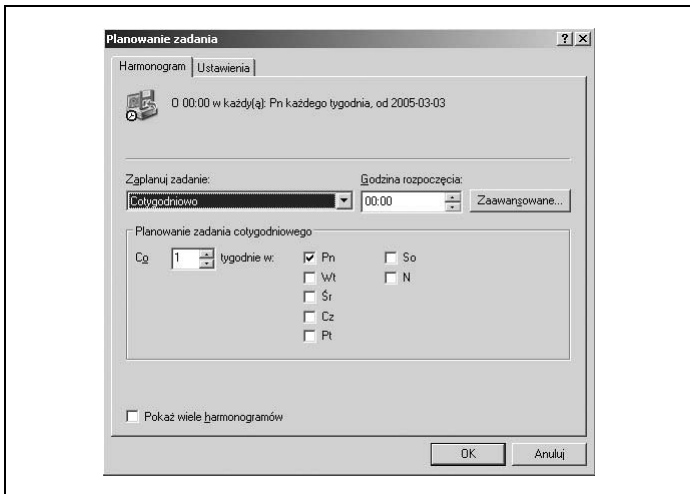 Planowanie zadania
Harmonogram Ustawienia
O 00:00 w każdy(ą): Pn każdego tygodnia, od 2005-03-03
Zaplanuj zadanie: Godzina rozpoczęcia:
Cotygodniowo 00:00 Zaawansowane...
Planowanie zadania cotygodniowego
Co 1 tygodnie w: Pn So
Wt N
Śr
Cz
Pt
Pokaż wiele harmonogramów
OK Anuluj